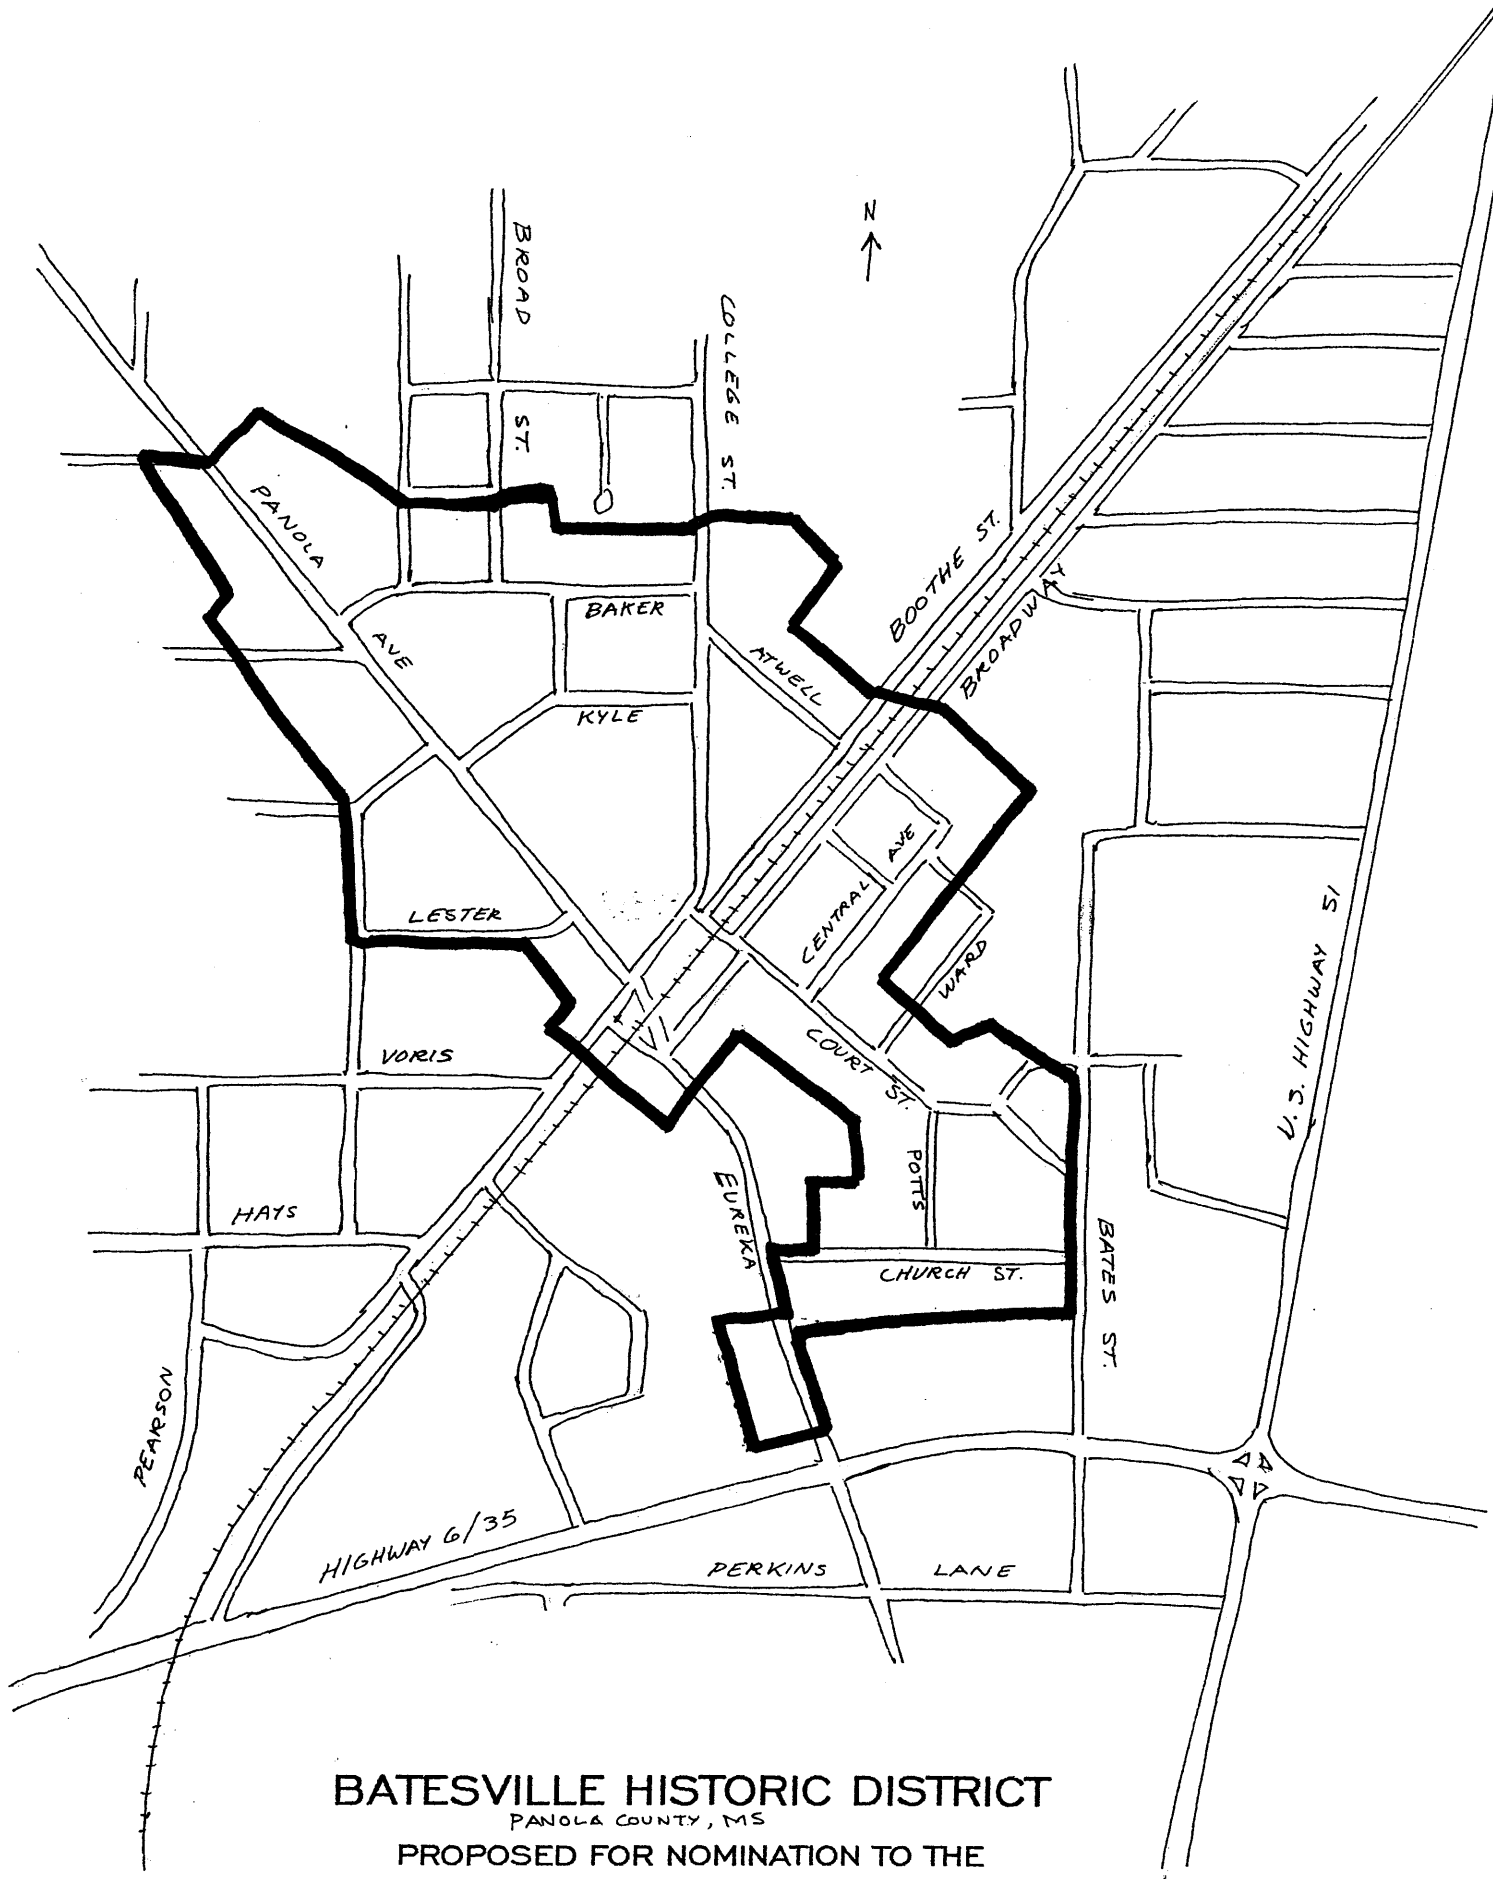 N
BROAD
ST.
COLLEGE ST.
PANOLA
AVE
BOOTHE ST.
BROADWAY
BAKER
ATWELL
KYLE
CENTRAL AVE
LESTER
WARD
U.S. HIGHWAY 51
COURT ST.
VORIS
POTTS
EUREKA
HAYS
BATES ST.
CHURCH ST.
PEARSON
HIGHWAY 6/35
PERKINS LANE
BATESVILLE HISTORIC DISTRICT
PANOLA COUNTY, MS
PROPOSED FOR NOMINATION TO THE